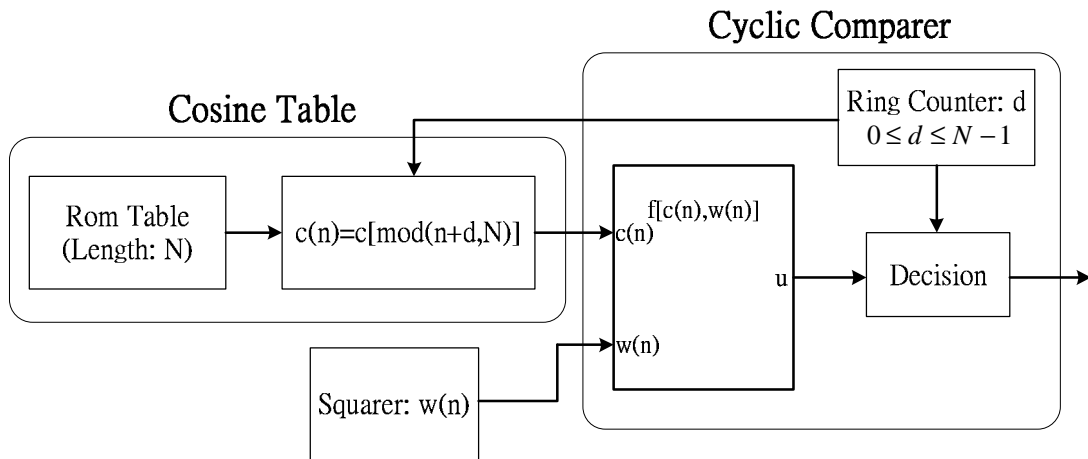 Cyclic Comparer
Cosine Table
Ring Counter: d
0 ≤ d ≤ N −1
Rom Table
(Length: N)
c(n)=c[mod(n+d,N)]
f[c(n),w(n)]
c(n)
u
w(n)
Decision
Squarer: w(n)